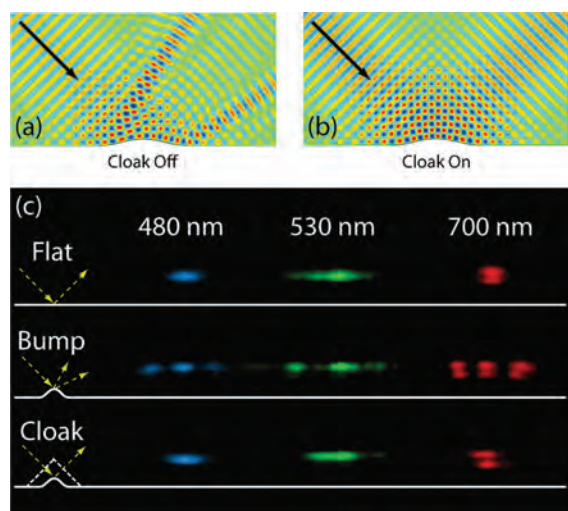 (a)
(b)
Cloak Off
Cloak On
(c)
480 nm
530 nm
700 nm
Flat
Bump
Cloak